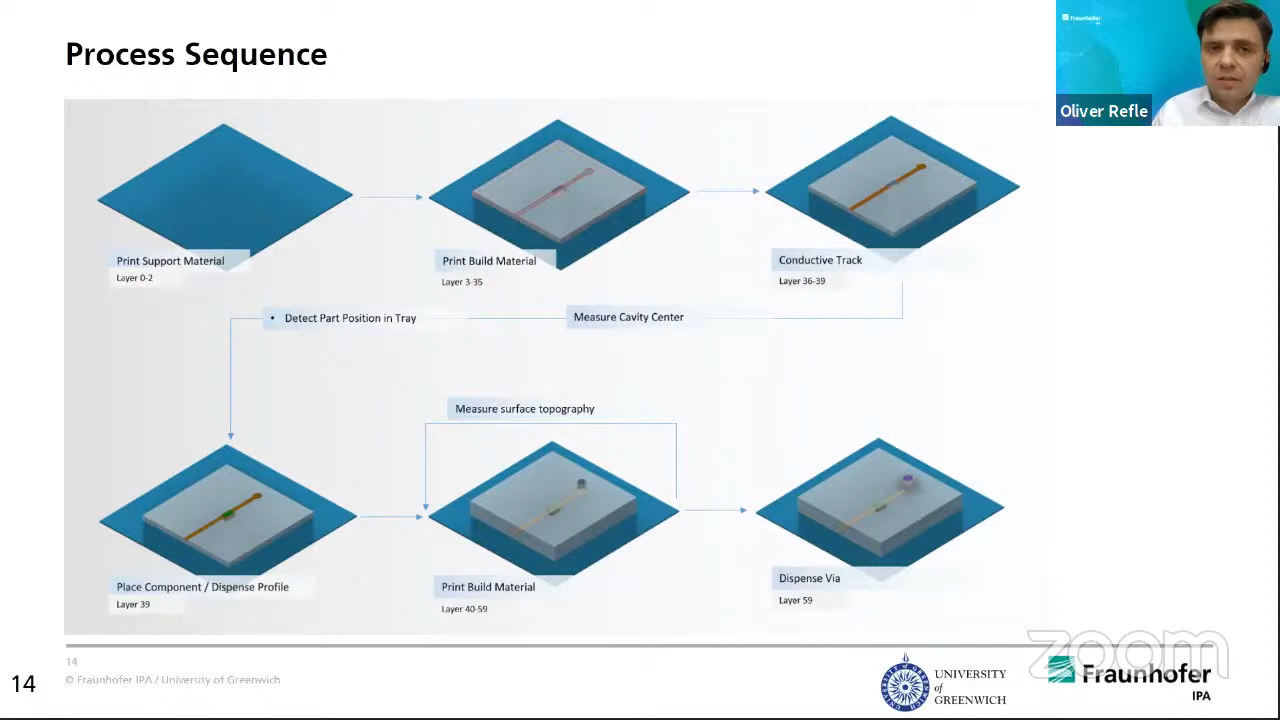 Process Sequence
Fraunhofer
Oliver Refle
Print Support Material
Layer 0-2
Print Build Material
Layer 3-35
Conductive Track
Layer 36-39
• Detect Part Position in Tray
Measure Cavity Center
Measure surface topography
Place Component / Dispense Profile
Layer 39
Print Build Material
Layer 40-59
Dispense Via
Layer 59
zoom
14
14
© Fraunhofer IPA / University of Greenwich
UNIVERSITY
of
GREENWICH
Fraunhofer
IPA